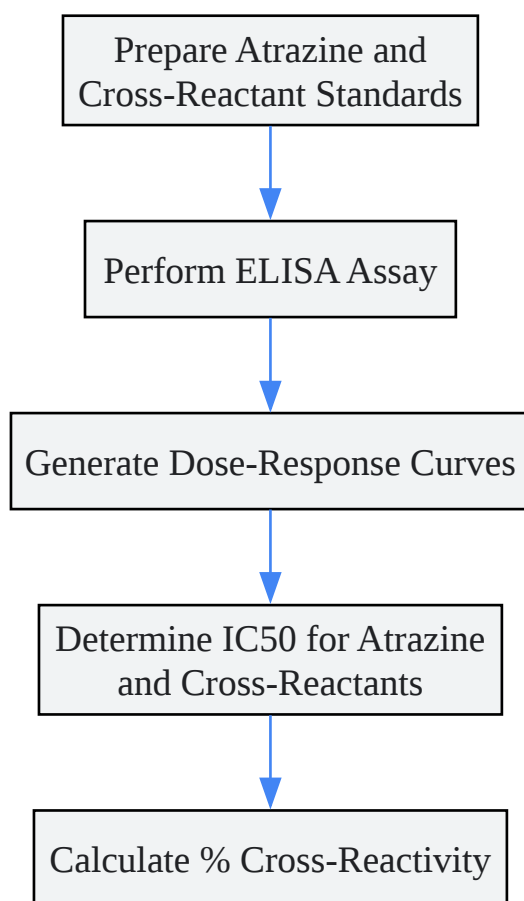 Prepare Atrazine and
Cross-Reactant Standards
Perform ELISA Assay
Generate Dose-Response Curves
Determine IC50 for Atrazine
and Cross-Reactants
Calculate % Cross-Reactivity